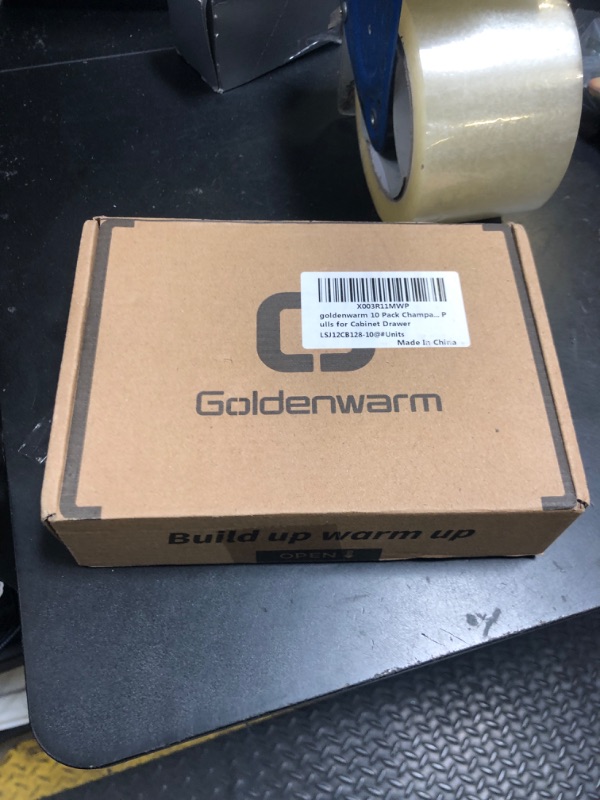 X003R11MWP
goldenwarm 10 Pack Champa... P
ulls for Cabinet Drawer
LSJ12CB128-10@#Units
Made In China
Goldenwarm
Build up warm up
OPEN